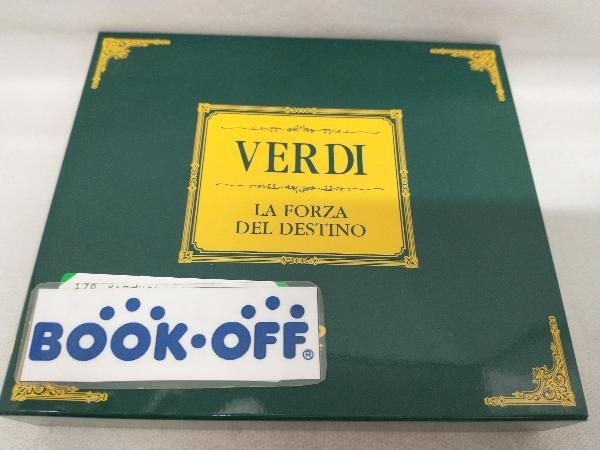 VERDI
LA FORZA
DEL DESTINO
BOOK·OFF®